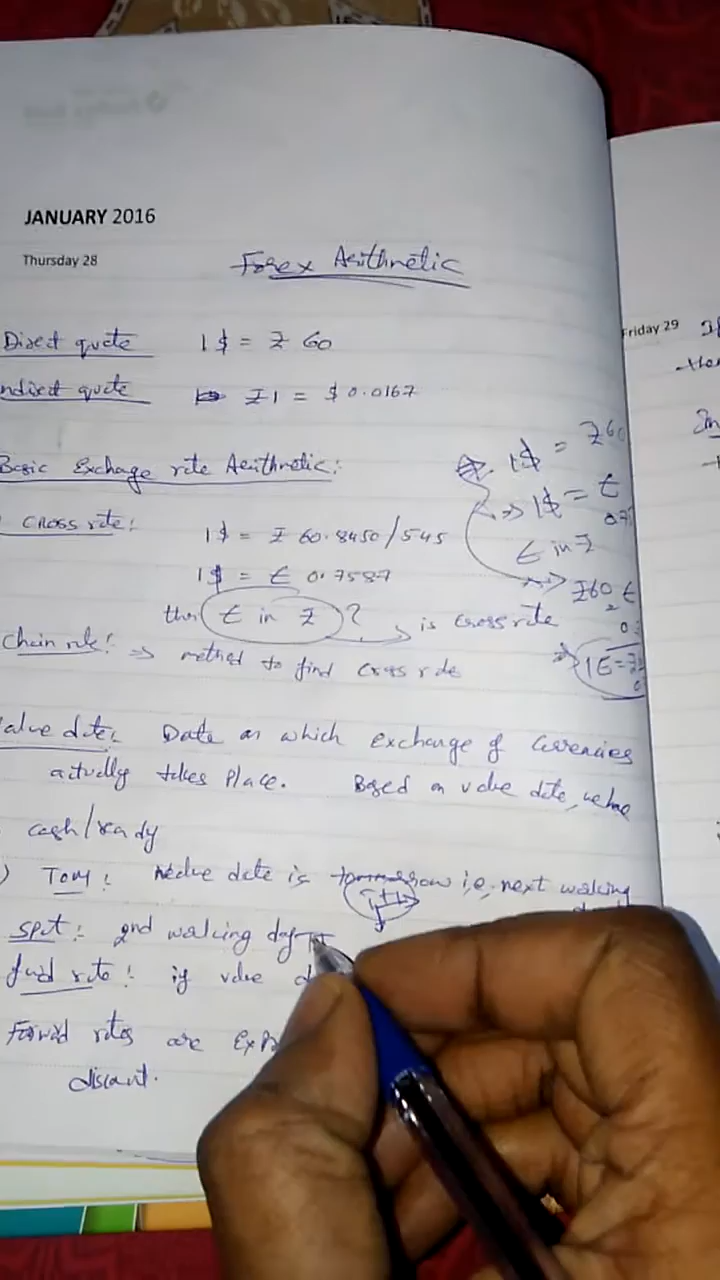 JANUARY 2016
Thursday 28
Forex Arithmetic
Direct quote 1$ = ₹ 60
Indirect quote ₹1 = $0.0167
Basic Exchange rate Arithmetic:
Cross rate: 1$ = ₹ 60.8450/545
1$ = £ 0.7587
then £ in ₹ ? → is cross rate
chain rule: ⇒ method to find cross rate
Value date: Date on which exchange of Currencies
actually takes place. Based on value date, we have
cash/ready
) TOM: Value date is tomorrow i.e, next working
spot: 2nd working day T
fwd rate: if value
Forward rates are
discount.
1$ = ₹60
⇒ 1$ = £
£ in ₹
⇒ ₹60 £
1£ = ₹
Friday 29